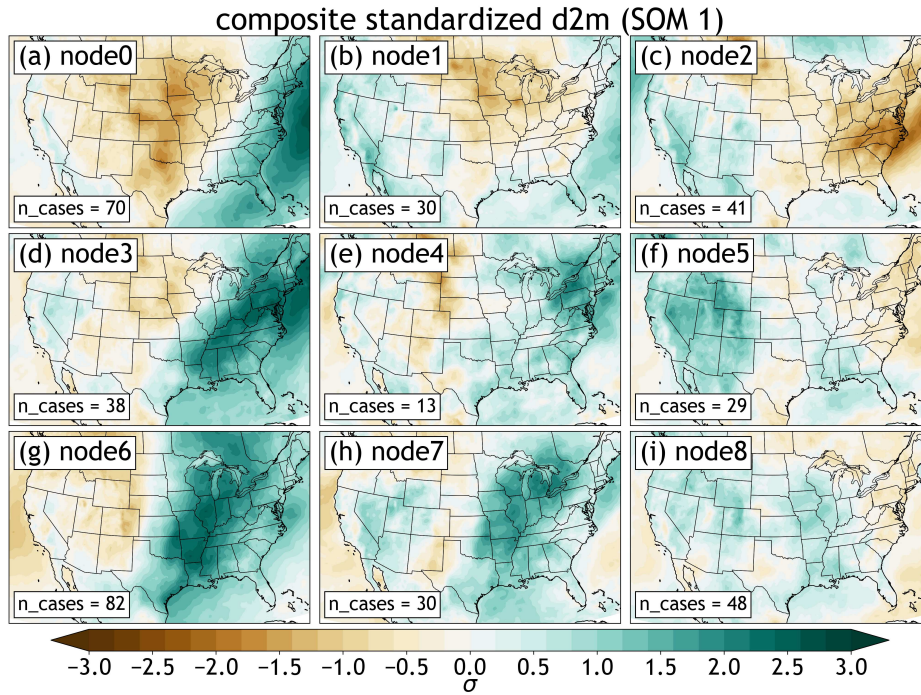 composite standardized d2m (SOM 1)
(a) node0
n_cases = 70
(b) node1
n_cases = 30
(c) node2
n_cases = 41
(d) node3
n_cases = 38
(e) node4
n_cases = 13
(f) node5
n_cases = 29
(g) node6
n_cases = 82
(h) node7
n_cases = 30
(i) node8
n_cases = 48
−3.0 −2.5 −2.0 −1.5 −1.0 −0.5 0.0 0.5 1.0 1.5 2.0 2.5 3.0
σ